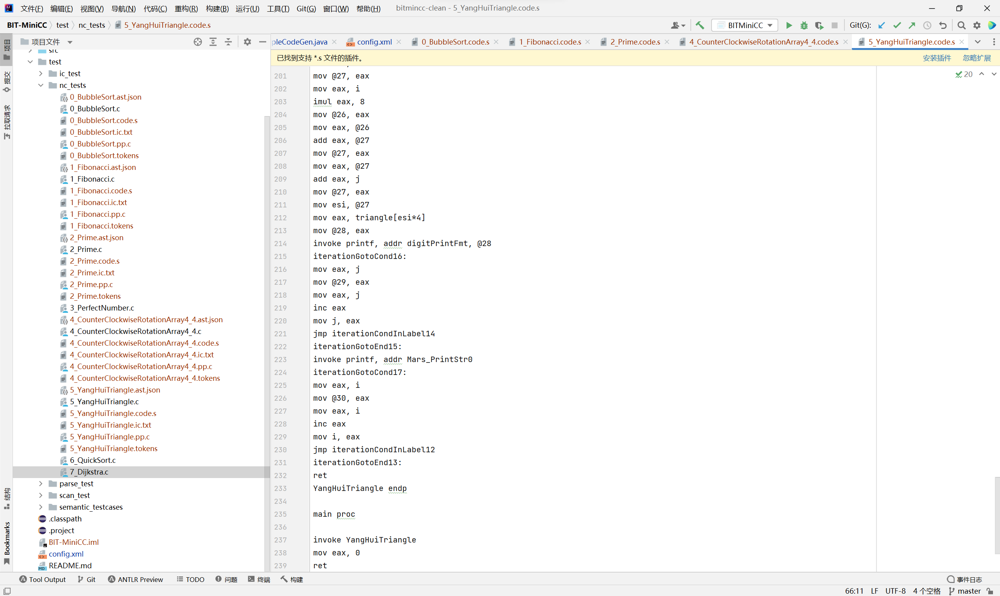 文件(F) 编辑(E) 视图(V) 导航(N) 代码(C) 重构(R) 构建(B) 运行(U) 工具(T) Git(G) 窗口(W) 帮助(H) bitmincc-clean - 5_YangHuiTriangle.code.s
BIT-MiniCC test nc_tests 5_YangHuiTriangle.code.s BITMiniCC Git(G):
项目文件 pleCodeGen.java config.xml 0_BubbleSort.code.s 1_Fibonacci.code.s 2_Prime.code.s 4_CounterClockwiseRotationArray4_4.code.s 5_YangHuiTriangle.code.s
已找到支持 *.s 文件的插件。 安装插件 忽略扩展
20
项目
提交
拉取请求
结构
Bookmarks
src
test
ic_test
nc_tests
0_BubbleSort.ast.json
0_BubbleSort.c
0_BubbleSort.code.s
0_BubbleSort.ic.txt
0_BubbleSort.pp.c
0_BubbleSort.tokens
1_Fibonacci.ast.json
1_Fibonacci.c
1_Fibonacci.code.s
1_Fibonacci.ic.txt
1_Fibonacci.pp.c
1_Fibonacci.tokens
2_Prime.ast.json
2_Prime.c
2_Prime.code.s
2_Prime.ic.txt
2_Prime.pp.c
2_Prime.tokens
3_PerfectNumber.c
4_CounterClockwiseRotationArray4_4.ast.json
4_CounterClockwiseRotationArray4_4.c
4_CounterClockwiseRotationArray4_4.code.s
4_CounterClockwiseRotationArray4_4.ic.txt
4_CounterClockwiseRotationArray4_4.pp.c
4_CounterClockwiseRotationArray4_4.tokens
5_YangHuiTriangle.ast.json
5_YangHuiTriangle.c
5_YangHuiTriangle.code.s
5_YangHuiTriangle.ic.txt
5_YangHuiTriangle.pp.c
5_YangHuiTriangle.tokens
6_QuickSort.c
7_Dijkstra.c
parse_test
scan_test
semantic_testcases
.classpath
.project
BIT-MiniCC.iml
config.xml
README.md
201 mov @27, eax
202 mov eax, i
203 imul eax, 8
204 mov @26, eax
205 mov eax, @26
206 add eax, @27
207 mov @27, eax
208 mov eax, @27
209 add eax, j
210 mov @27, eax
211 mov esi, @27
212 mov eax, triangle[esi*4]
213 mov @28, eax
214 invoke printf, addr digitPrintFmt, @28
215 iterationGotoCond16:
216 mov eax, j
217 mov @29, eax
218 mov eax, j
219 inc eax
220 mov j, eax
221 jmp iterationCondInLabel14
222 iterationGotoEnd15:
223 invoke printf, addr Mars_PrintStr0
224 iterationGotoCond17:
225 mov eax, i
226 mov @30, eax
227 mov eax, i
228 inc eax
229 mov i, eax
230 jmp iterationCondInLabel12
231 iterationGotoEnd13:
232 ret
233 YangHuiTriangle endp
234
235 main proc
236
237 invoke YangHuiTriangle
238 mov eax, 0
239 ret
Tool Output Git ANTLR Preview TODO 问题 终端 构建 事件日志
66:11 LF UTF-8 4 个空格 master